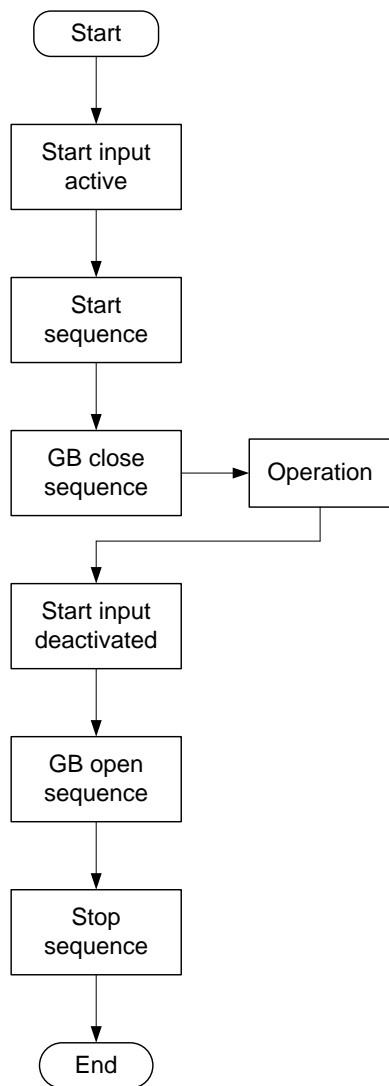 Start
Start input
active
Start
sequence
GB close
sequence
Operation
Start input
deactivated
GB open
sequence
Stop
sequence
End